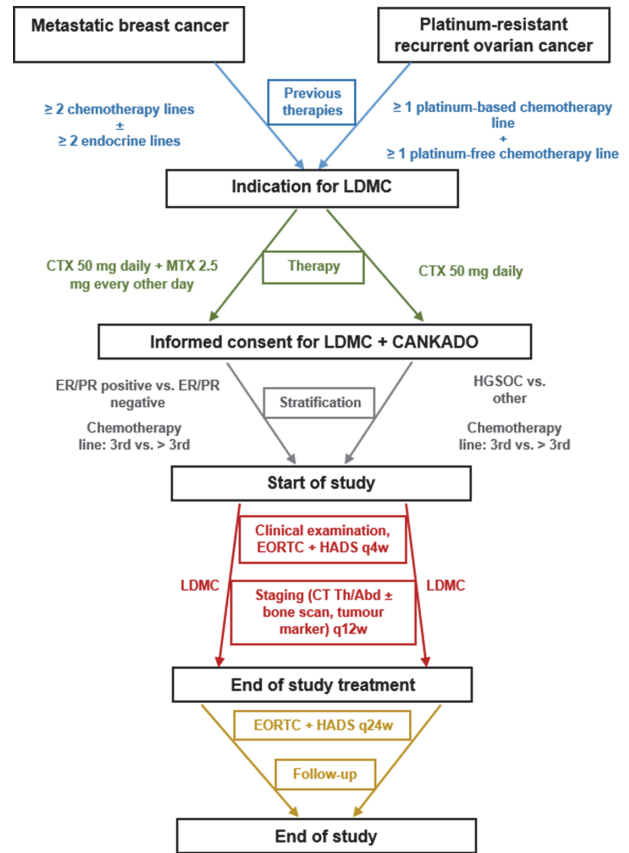 Metastatic breast cancer
Platinum-resistant
recurrent ovarian cancer
Previous
therapies
≥ 2 chemotherapy lines
±
≥ 2 endocrine lines
≥ 1 platinum-based chemotherapy
line
+
≥ 1 platinum-free chemotherapy line
Indication for LDMC
CTX 50 mg daily + MTX 2.5
mg every other day
Therapy
CTX 50 mg daily
Informed consent for LDMC + CANKADO
ER/PR positive vs. ER/PR
negative
Chemotherapy
line: 3rd vs. > 3rd
Stratification
HGSOC vs.
other
Chemotherapy
line: 3rd vs. > 3rd
Start of study
Clinical examination,
EORTC + HADS q4w
LDMC
LDMC
Staging (CT Th/Abd ±
bone scan, tumour
marker) q12w
End of study treatment
EORTC + HADS q24w
Follow-up
End of study